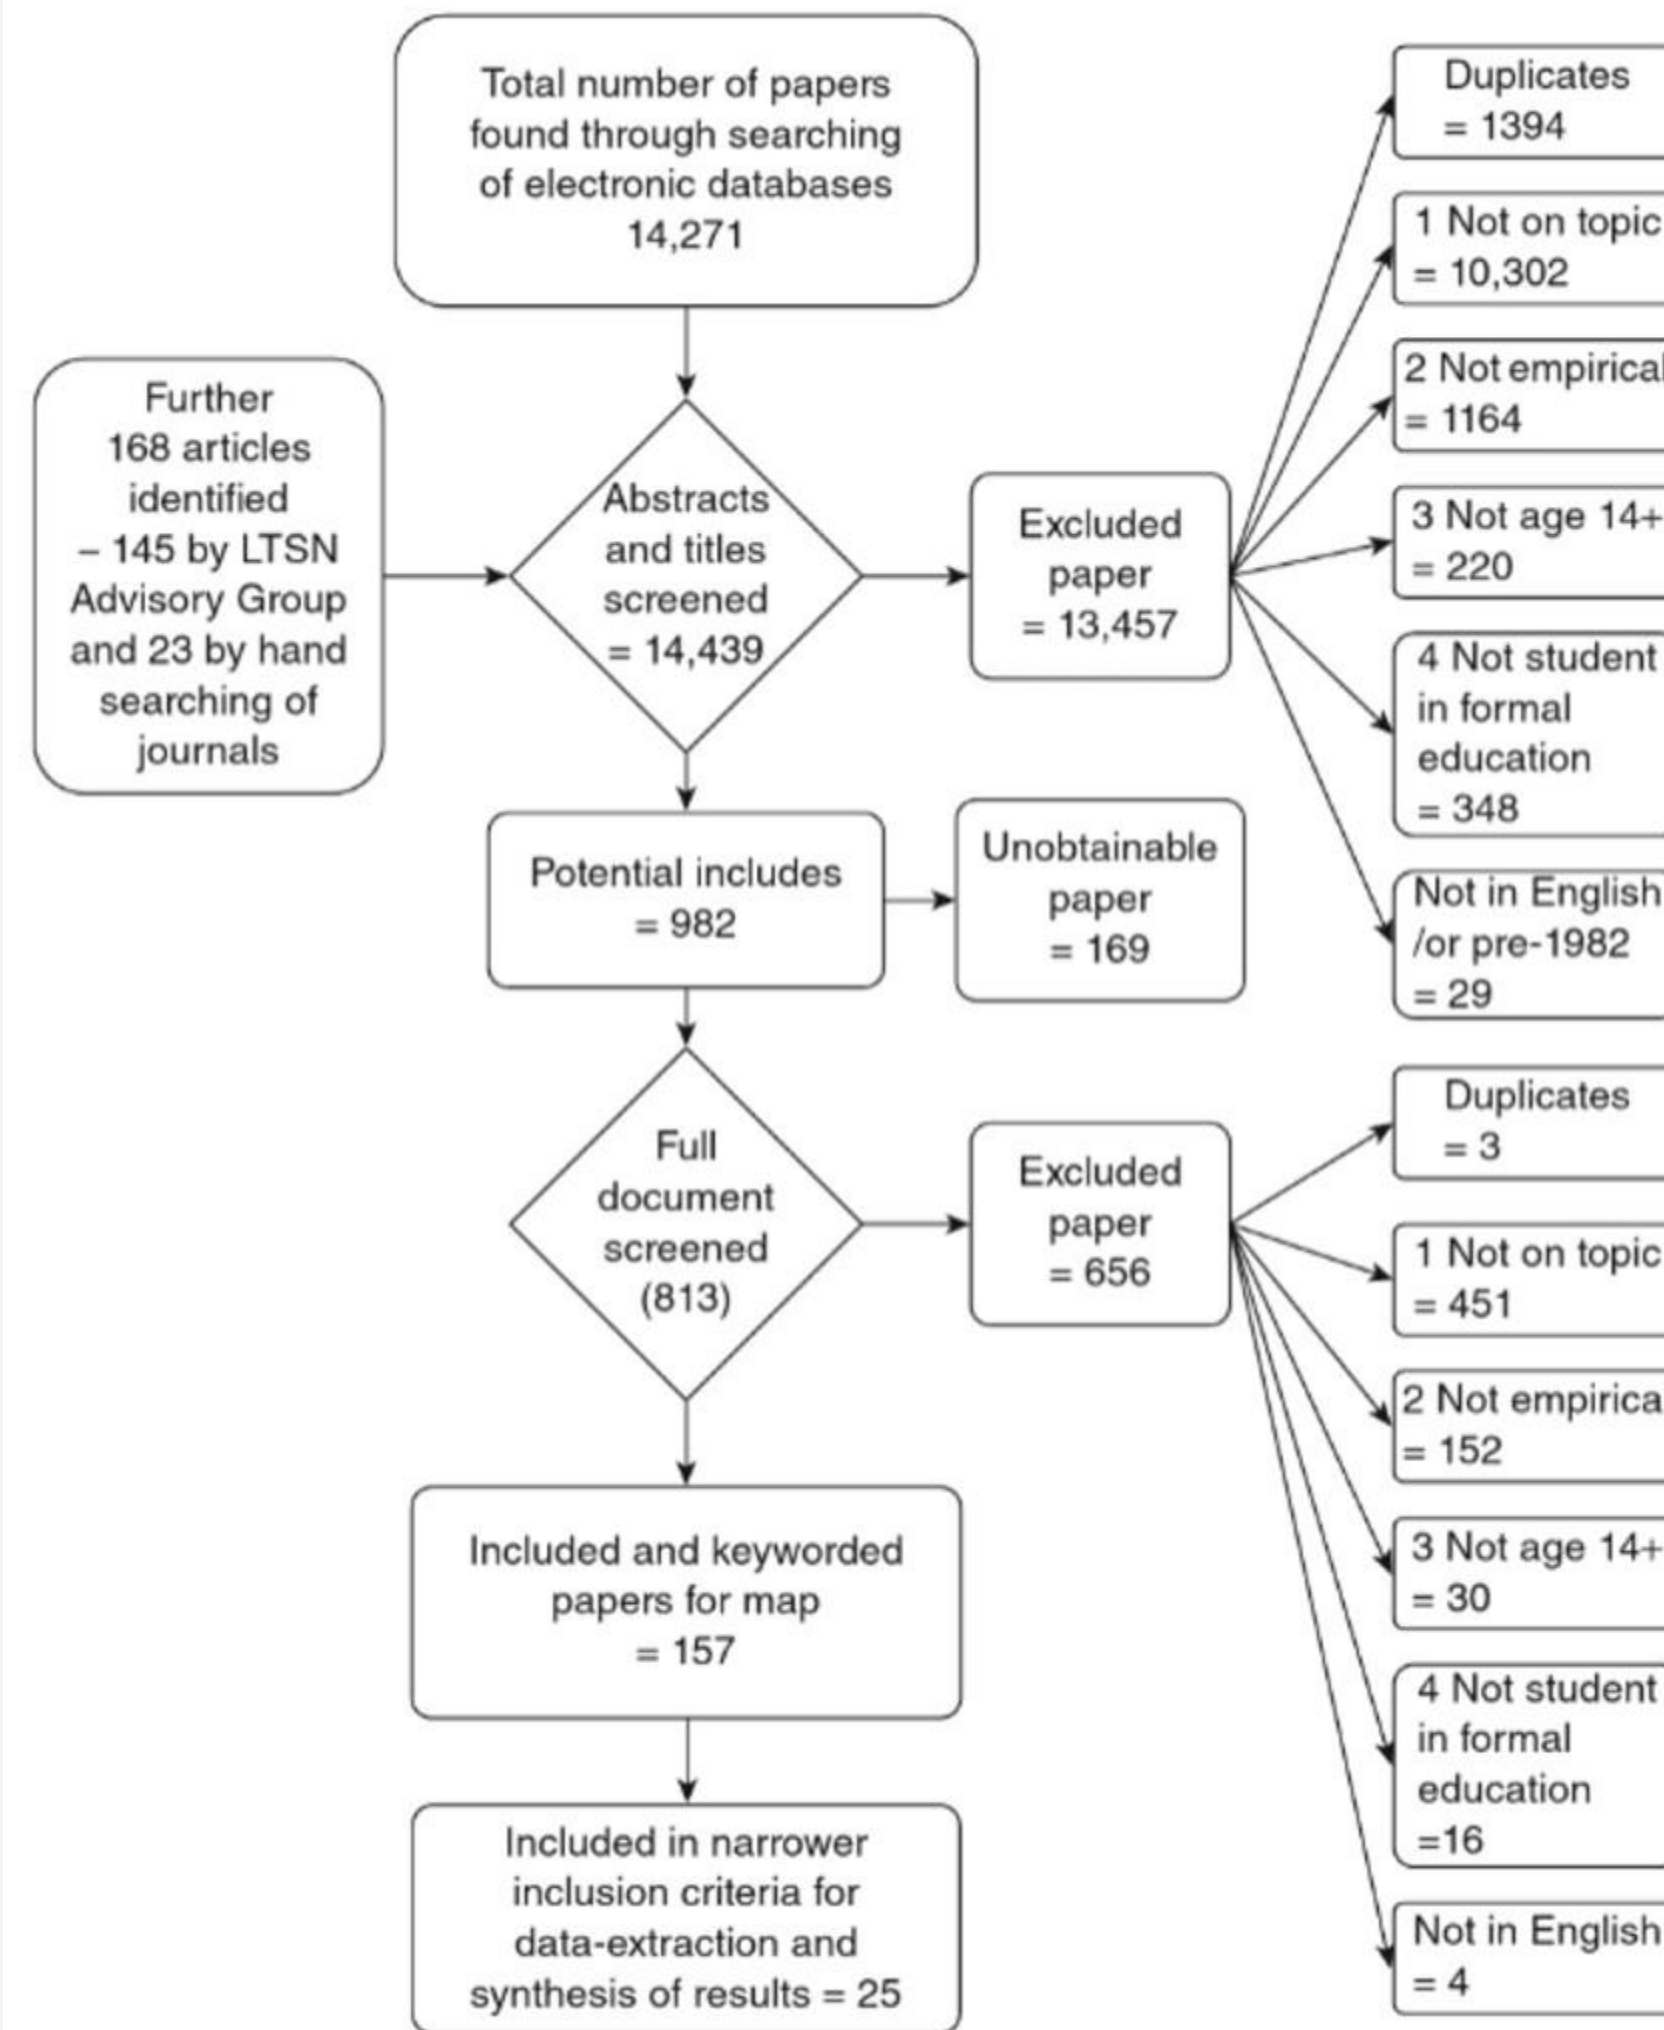 Total number of papers
found through searching
of electronic databases
14,271
Further
168 articles
identified
– 145 by LTSN
Advisory Group
and 23 by hand
searching of
journals
Abstracts
and titles
screened
= 14,439
Excluded
paper
= 13,457
Duplicates
= 1394
1 Not on topic
= 10,302
2 Not empirical
= 1164
3 Not age 14+
= 220
4 Not student
in formal
education
= 348
Not in English
/or pre-1982
= 29
Potential includes
= 982
Unobtainable
paper
= 169
Full
document
screened
(813)
Excluded
paper
= 656
Duplicates
= 3
1 Not on topic
= 451
2 Not empirica
= 152
3 Not age 14+
= 30
4 Not student
in formal
education
=16
Not in English
= 4
Included and keyworded
papers for map
= 157
Included in narrower
inclusion criteria for
data-extraction and
synthesis of results = 25